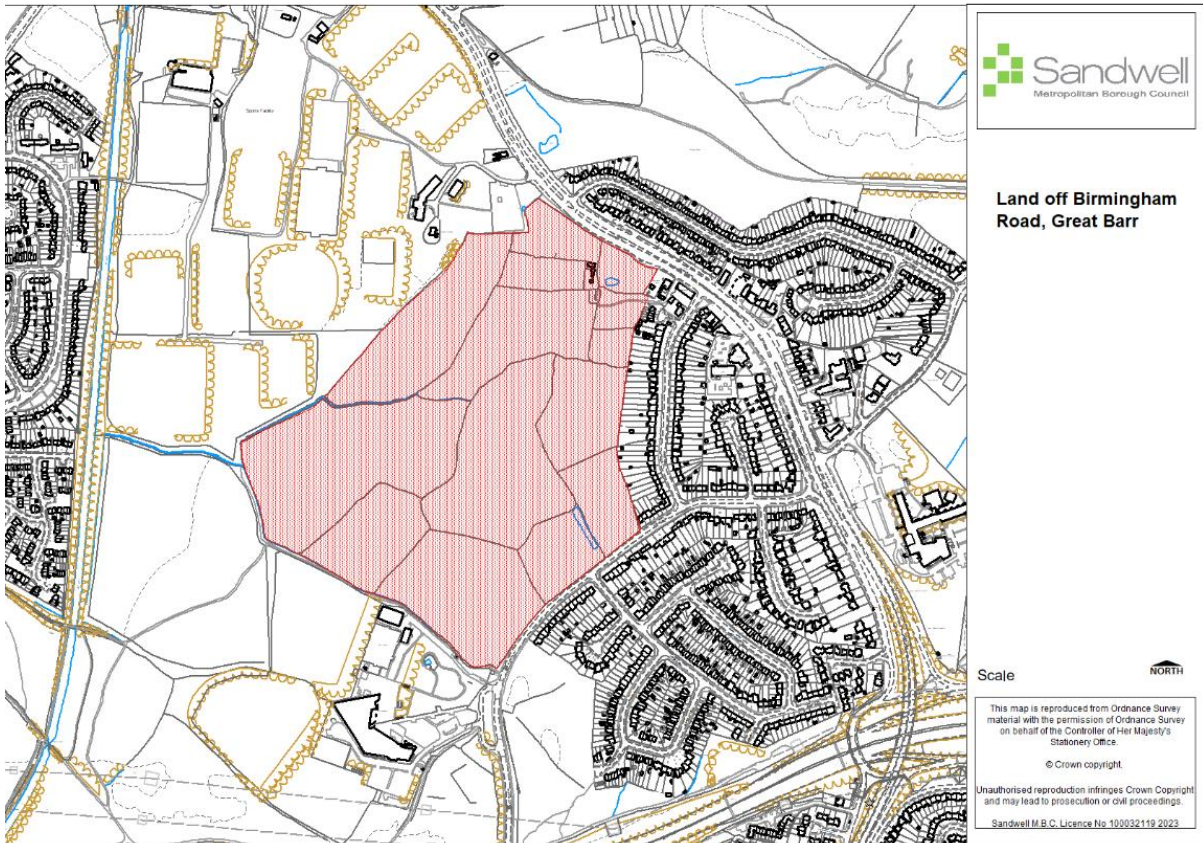 Sports Facility
Sandwell
Metropolitan Borough Council
Land off Birmingham
Road, Great Barr
Scale
NORTH
This map is reproduced from Ordnance Survey
material with the permission of Ordnance Survey
on behalf of the Controller of Her Majesty's
Stationery Office.
© Crown copyright.
Unauthorised reproduction infringes Crown Copyright
and may lead to prosecution or civil proceedings.
Sandwell M.B.C. Licence No 100032119 2023